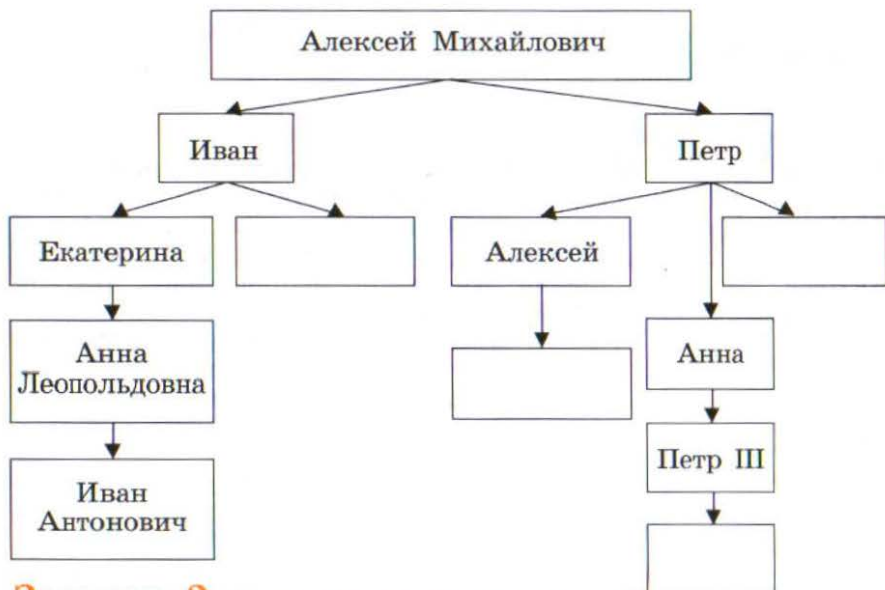 Алексей Михайлович
Иван
Петр
Екатерина
Алексей
Анна
Леопольдовна
Анна
Иван
Антонович
Петр III